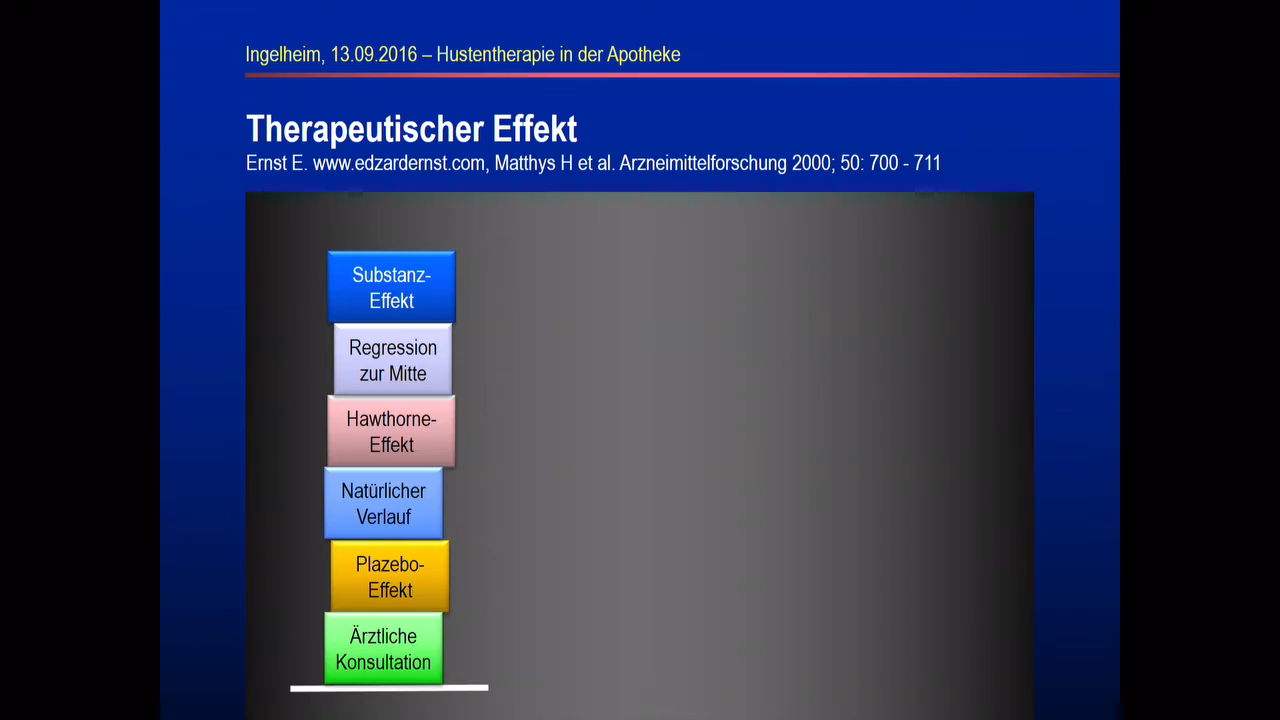 Ingelheim, 13.09.2016 – Hustentherapie in der Apotheke
Therapeutischer Effekt
Ernst E. www.edzardernst.com, Matthys H et al. Arzneimittelforschung 2000; 50: 700 - 711
Substanz-
Effekt
Regression
zur Mitte
Hawthorne-
Effekt
Natürlicher
Verlauf
Plazebo-
Effekt
Ärztliche
Konsultation